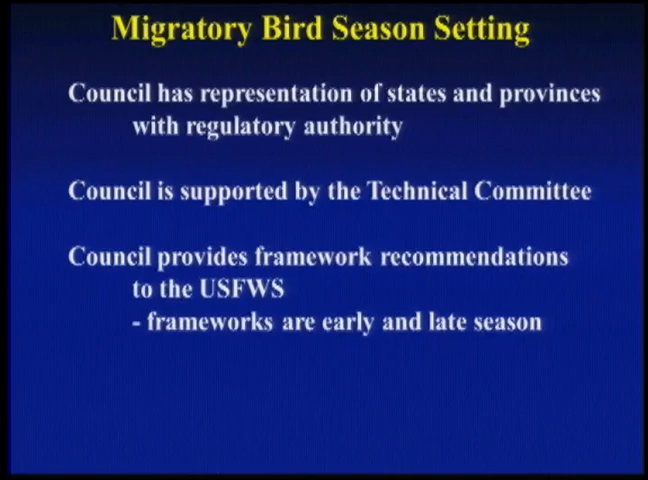 Migratory Bird Season Setting
Council has representation of states and provinces
with regulatory authority
Council is supported by the Technical Committee
Council provides framework recommendations
to the USFWS
- frameworks are early and late season